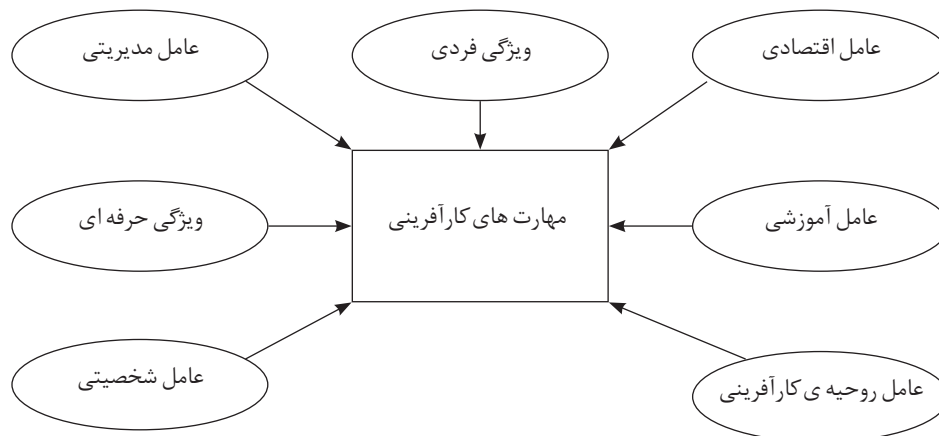 عامل اقتصادی
ویژگی فردی
عامل مدیریتی
عامل آموزشی
مهارت های کارآفرینی
ویژگی حرفه ای
عامل روحیه ی کارآفرینی
عامل شخصیتی